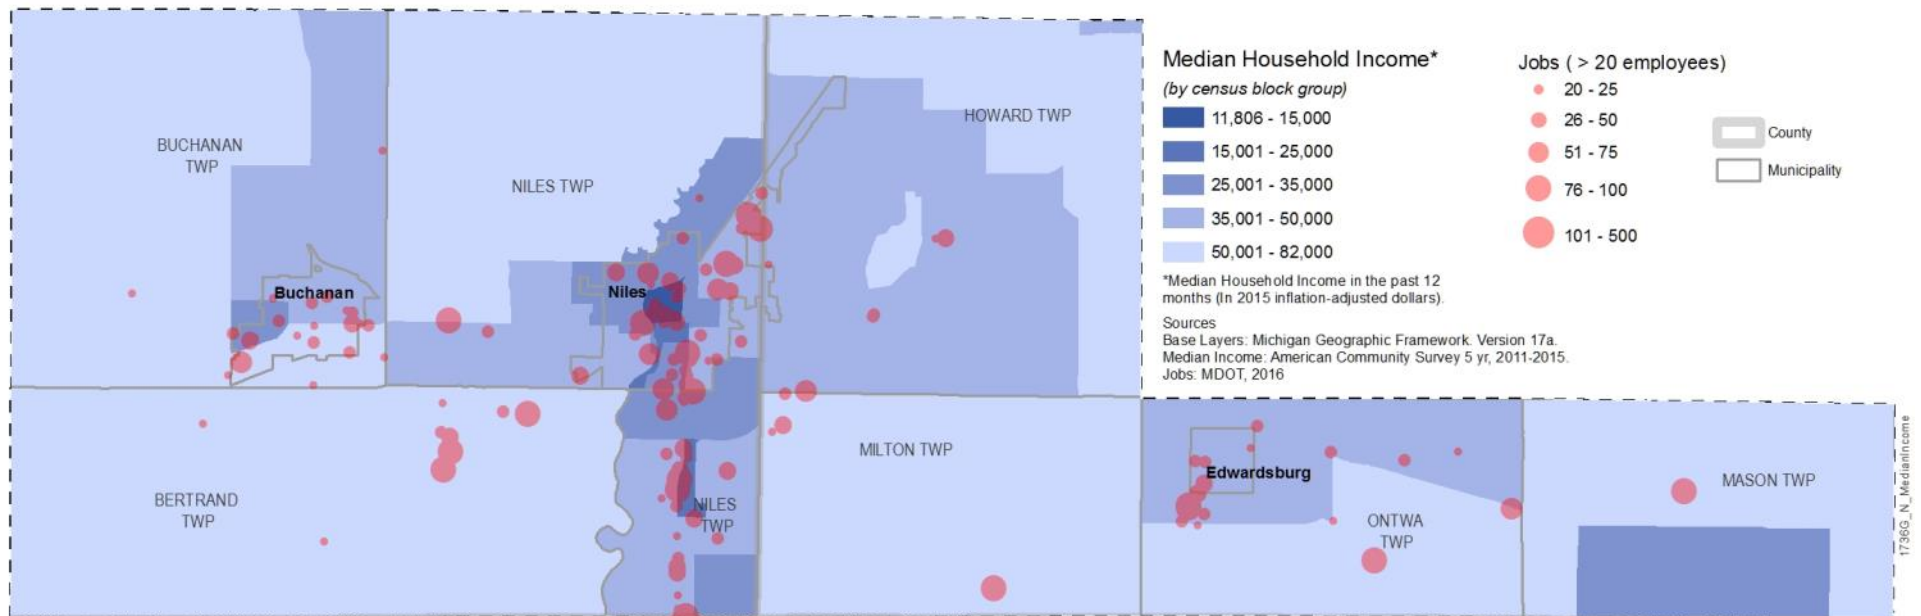 BUCHANAN
TWP
NILES TWP
HOWARD TWP
Buchanan
Niles
BERTRAND
TWP
NILES
TWP
MILTON TWP
Edwardsburg
ONTWA
TWP
MASON TWP
Median Household Income*
(by census block group)
11,806 - 15,000
15,001 - 25,000
25,001 - 35,000
35,001 - 50,000
50,001 - 82,000
*Median Household Income in the past 12
months (In 2015 inflation-adjusted dollars).
Sources
Base Layers: Michigan Geographic Framework. Version 17a.
Median Income: American Community Survey 5 yr, 2011-2015.
Jobs: MDOT, 2016
Jobs ( > 20 employees)
20 - 25
26 - 50
51 - 75
76 - 100
101 - 500
County
Municipality
1736G_N_MedianIncome